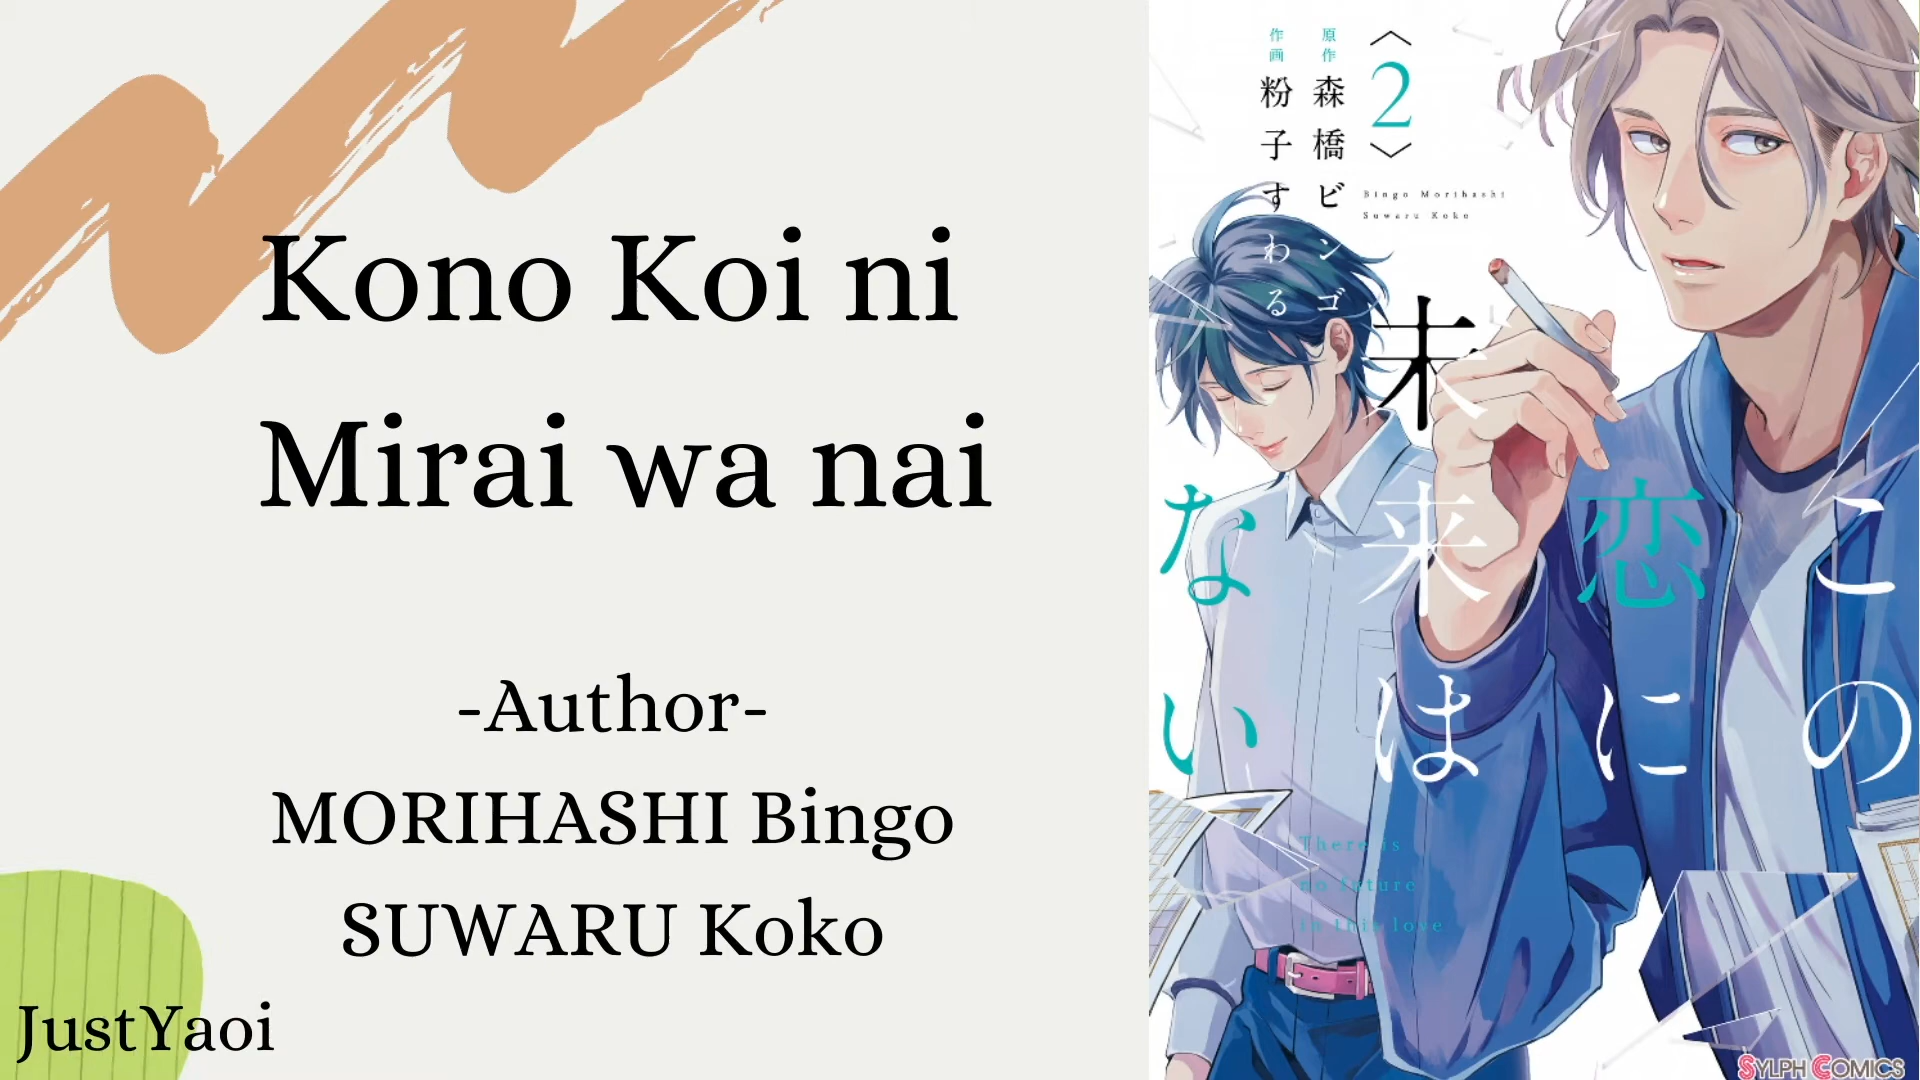 Kono Koi ni
Mirai wa nai
-Author-
MORIHASHI Bingo
SUWARU Koko
JustYaoi
〈2〉
原作 森橋ビンゴ
作画 粉子すわる
Bingo Morihashi
Suwaru Koko
この
恋に
未来は
ない
There is
no future
in this love
SYLPH COMICS